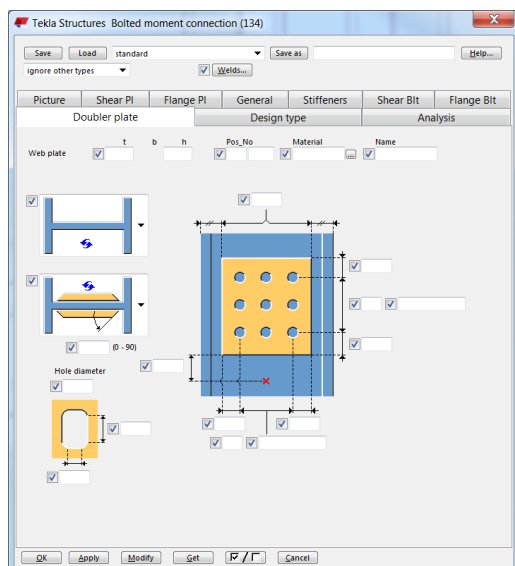 Tekla Structures Bolted moment connection (134)
Save Load standard Save as Help...
ignore other types Welds...
Picture Shear Pl Flange Pl General Stiffeners Shear Blt Flange Blt
Doubler plate Design type Analysis
t b h Pos_No Material Name
Web plate
(0 - 90)
Hole diameter
OK Apply Modify Get / Cancel